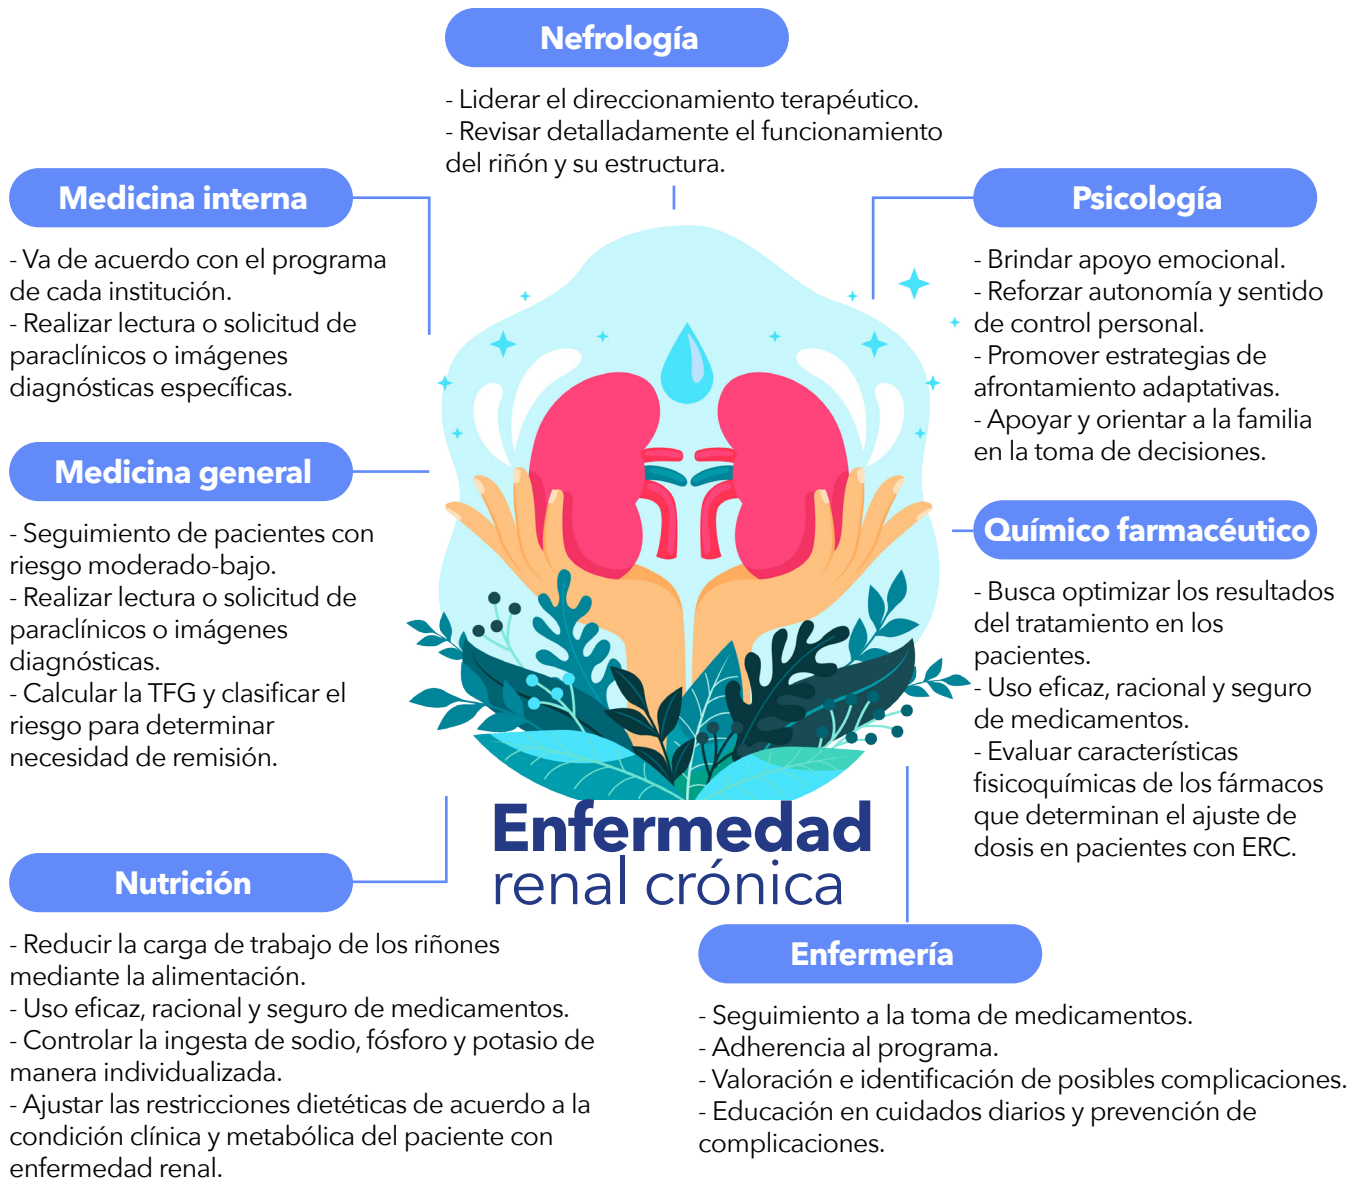 Nefrología
- Liderar el direccionamiento terapéutico.
- Revisar detalladamente el funcionamiento
del riñón y su estructura.
Medicina interna
- Va de acuerdo con el programa
de cada institución.
- Realizar lectura o solicitud de
paraclínicos o imágenes
diagnósticas específicas.
Medicina general
- Seguimiento de pacientes con
riesgo moderado-bajo.
- Realizar lectura o solicitud de
paraclínicos o imágenes
diagnósticas.
- Calcular la TFG y clasificar el
riesgo para determinar
necesidad de remisión.
Psicología
- Brindar apoyo emocional.
- Reforzar autonomía y sentido
de control personal.
- Promover estrategias de
afrontamiento adaptativas.
- Apoyar y orientar a la familia
en la toma de decisiones.
Químico farmacéutico
- Busca optimizar los resultados
del tratamiento en los
pacientes.
- Uso eficaz, racional y seguro
de medicamentos.
- Evaluar características
fisicoquímicas de los fármacos
que determinan el ajuste de
dosis en pacientes con ERC.
Enfermedad
renal crónica
Nutrición
- Reducir la carga de trabajo de los riñones
mediante la alimentación.
- Uso eficaz, racional y seguro de medicamentos.
- Controlar la ingesta de sodio, fósforo y potasio de
manera individualizada.
- Ajustar las restricciones dietéticas de acuerdo a la
condición clínica y metabólica del paciente con
enfermedad renal.
Enfermería
- Seguimiento a la toma de medicamentos.
- Adherencia al programa.
- Valoración e identificación de posibles complicaciones.
- Educación en cuidados diarios y prevención de
complicaciones.